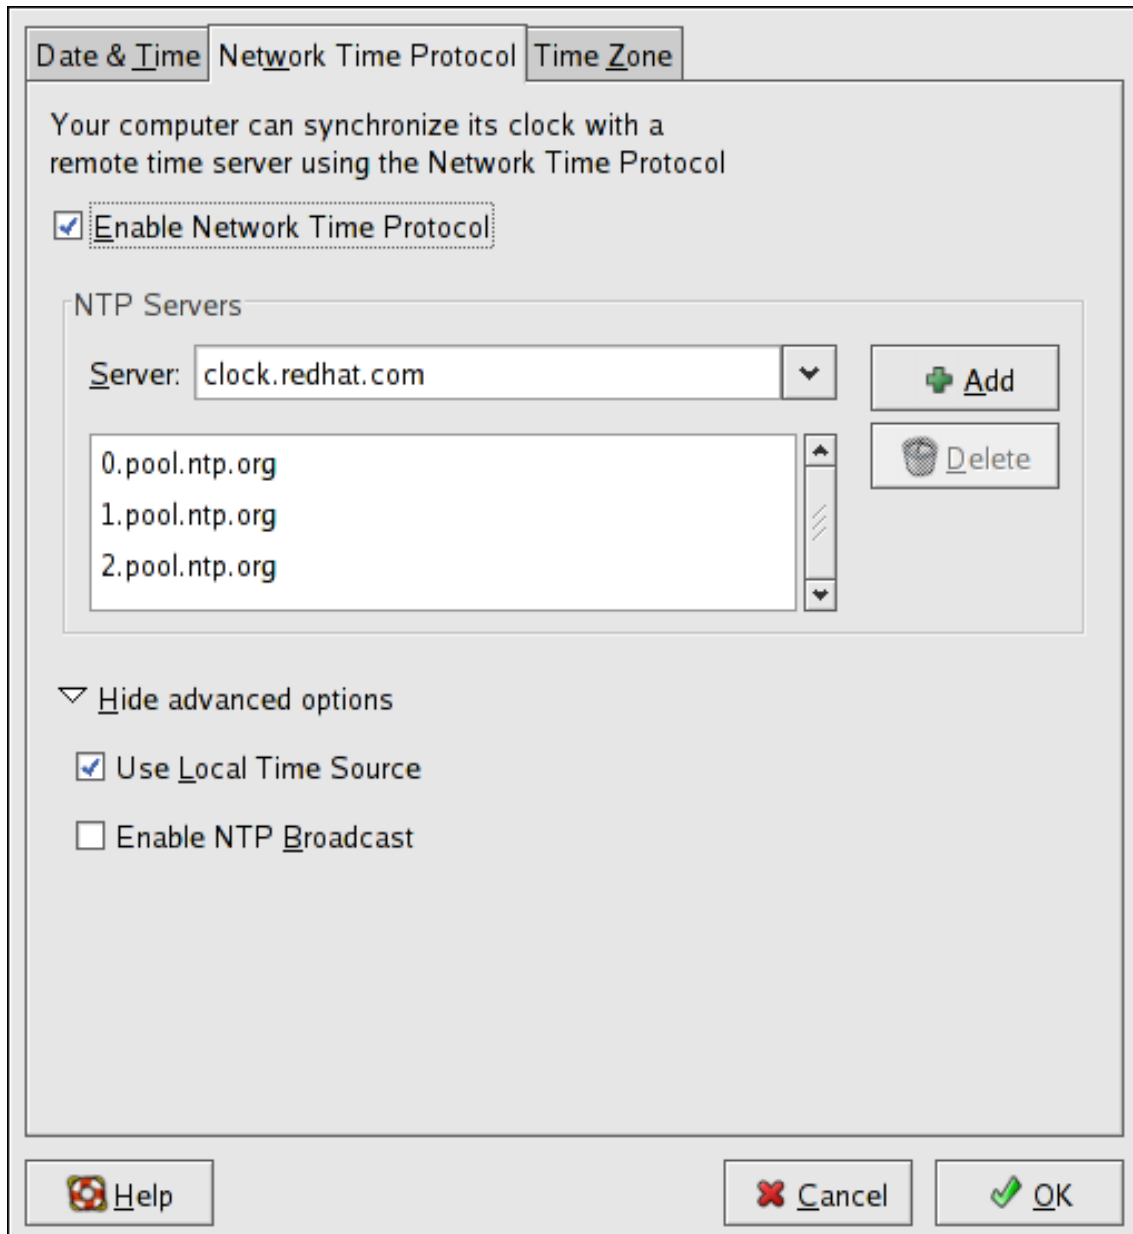 Date & Time Network Time Protocol Time Zone
Your computer can synchronize its clock with a
remote time server using the Network Time Protocol
Enable Network Time Protocol
NTP Servers
Server: clock.redhat.com
Add
0.pool.ntp.org
Delete
1.pool.ntp.org
2.pool.ntp.org
Hide advanced options
Use Local Time Source
Enable NTP Broadcast
Help Cancel OK